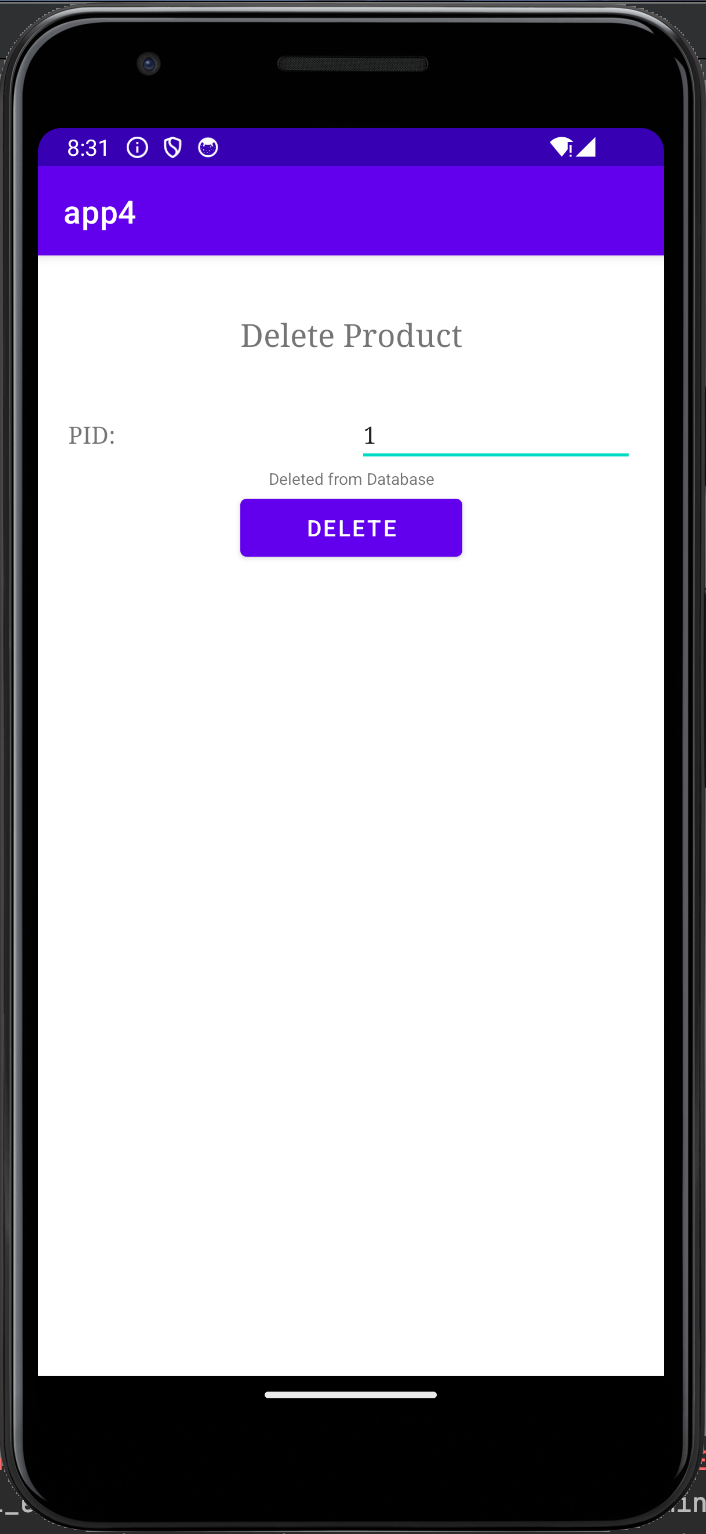 8:31
app4
Delete Product
PID: 1
Deleted from Database
DELETE